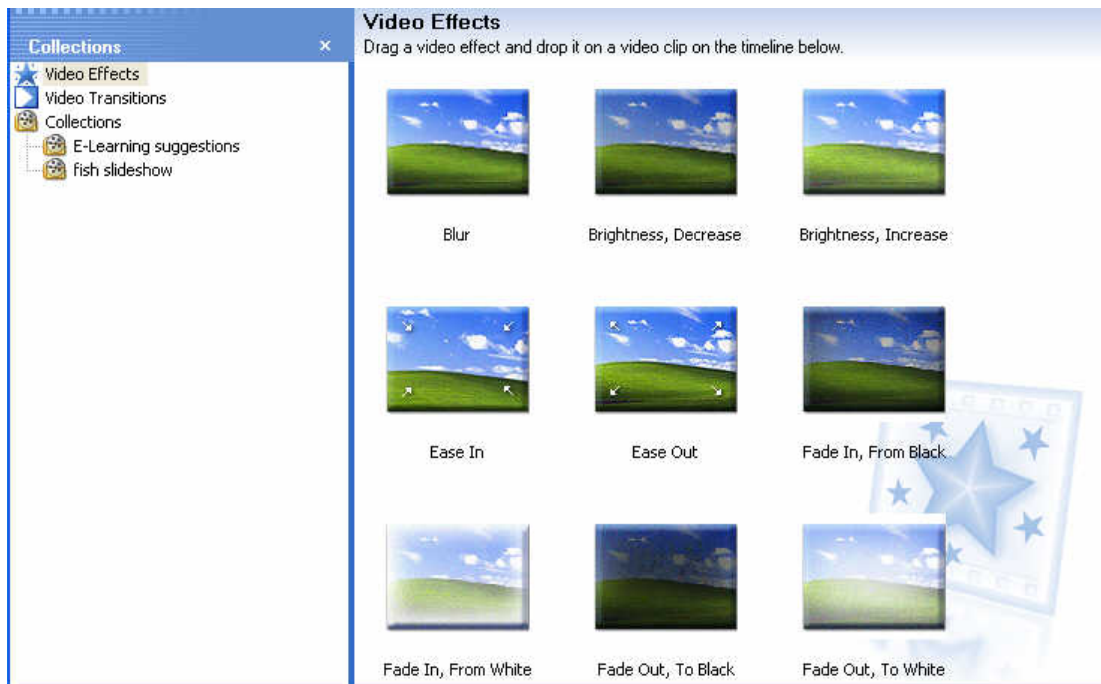 Collections ×
Video Effects
Video Transitions
Collections
E-Learning suggestions
fish slideshow
Video Effects
Drag a video effect and drop it on a video clip on the timeline below.
Blur
Brightness, Decrease
Brightness, Increase
Ease In
Ease Out
Fade In, From Black
Fade In, From White
Fade Out, To Black
Fade Out, To White